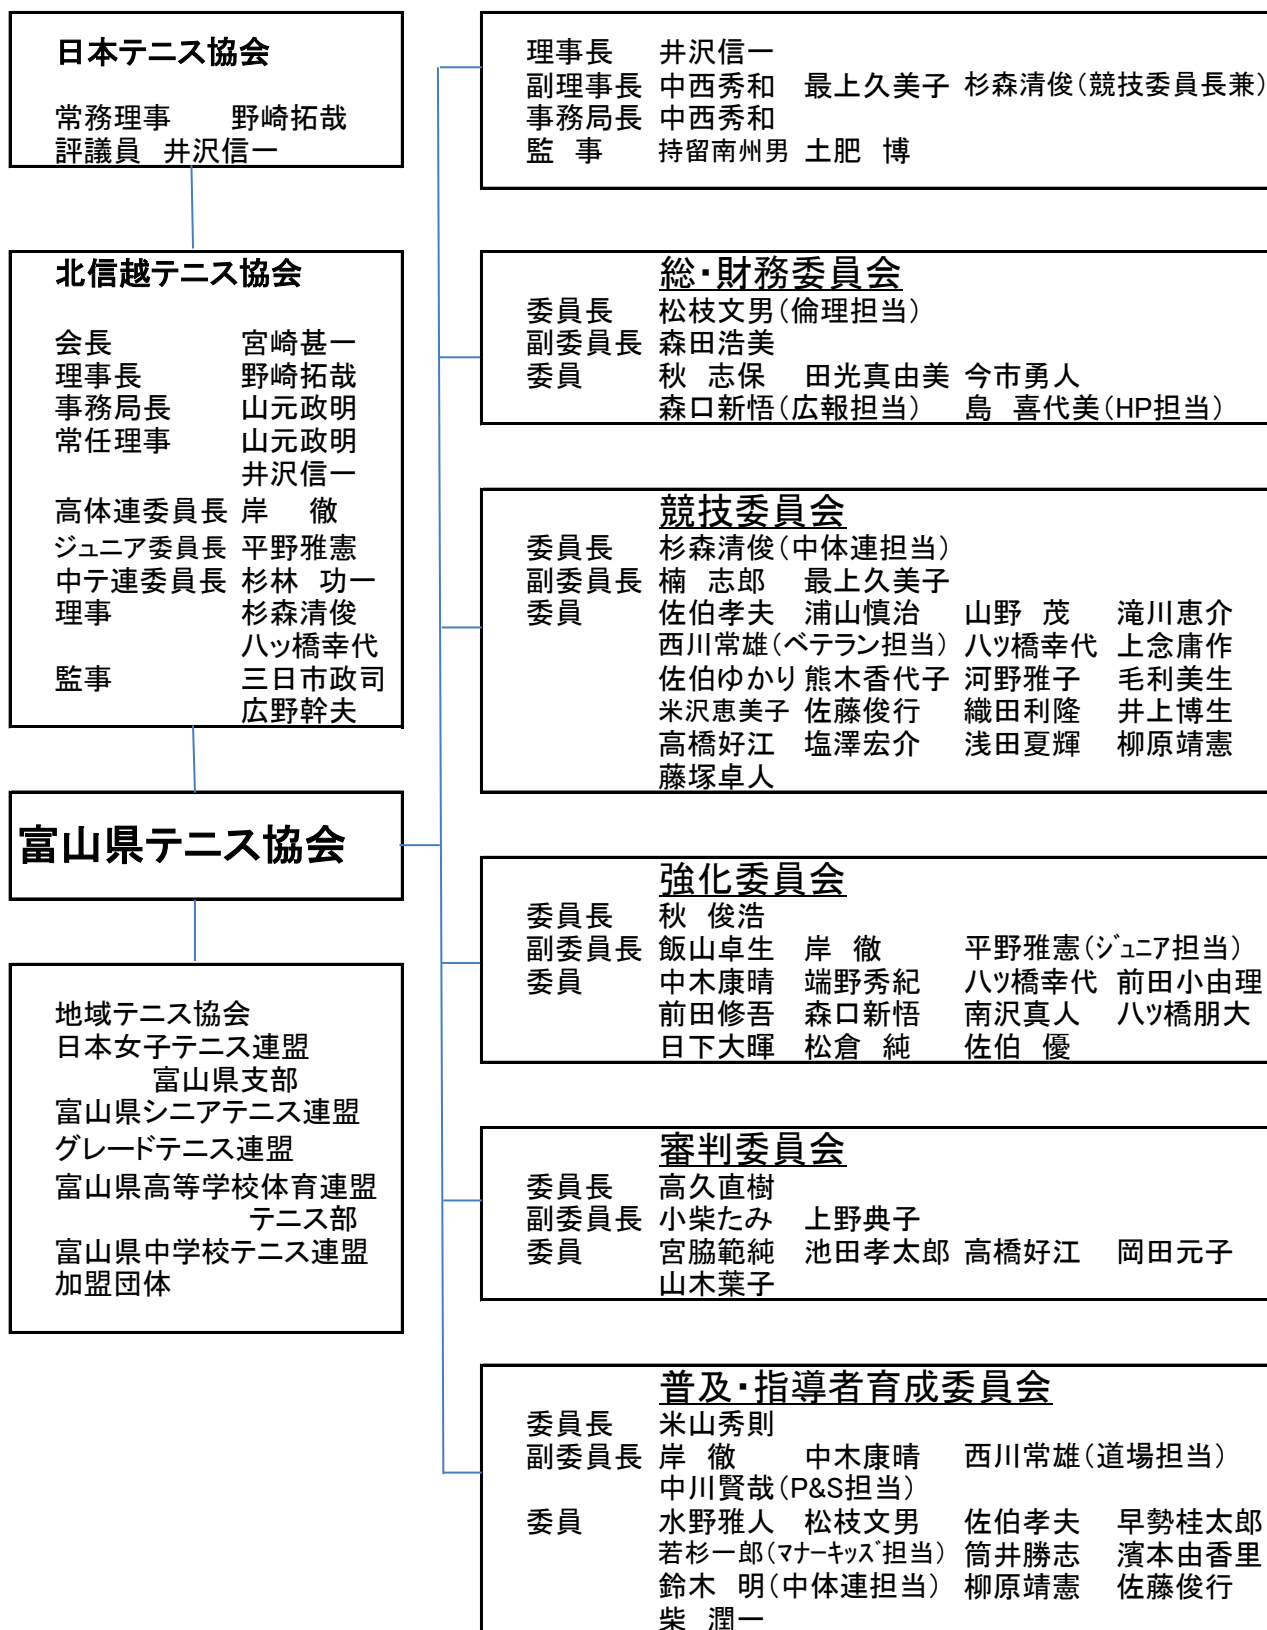 日本テニス協会
常務理事 野崎拓哉
評議員 井沢信一
北信越テニス協会
会長 宮崎甚一
理事長 野崎拓哉
事務局長 山元政明
常任理事 山元政明
井沢信一
高体連委員長 岸 徹
ジュニア委員長 平野雅憲
中テ連委員長 杉林 功一
理事 杉森清俊
八ッ橋幸代
監事 三日市政司
広野幹夫
富山県テニス協会
地域テニス協会
日本女子テニス連盟
富山県支部
富山県シニアテニス連盟
グレードテニス連盟
富山県高等学校体育連盟
テニス部
富山県中学校テニス連盟
加盟団体
理事長 井沢信一
副理事長 中西秀和 最上久美子 杉森清俊(競技委員長兼)
事務局長 中西秀和
監 事 持留南州男 土肥 博
総・財務委員会
委員長 松枝文男(倫理担当)
副委員長 森田浩美
委員 秋 志保 田光真由美 今市勇人
森口新悟(広報担当) 島 喜代美(HP担当)
競技委員会
委員長 杉森清俊(中体連担当)
副委員長 楠 志郎 最上久美子
委員 佐伯孝夫 浦山慎治 山野 茂 滝川恵介
西川常雄(ベテラン担当) 八ツ橋幸代 上念庸作
佐伯ゆかり 熊木香代子 河野雅子 毛利美生
米沢恵美子 佐藤俊行 織田利隆 井上博生
高橋好江 塩澤宏介 浅田夏輝 柳原靖憲
藤塚卓人
強化委員会
委員長 秋 俊浩
副委員長 飯山卓生 岸 徹 平野雅憲(ジュニア担当)
委員 中木康晴 端野秀紀 八ツ橋幸代 前田小由理
前田修吾 森口新悟 南沢真人 八ツ橋朋大
日下大暉 松倉 純 佐伯 優
審判委員会
委員長 高久直樹
副委員長 小柴たみ 上野典子
委員 宮脇範純 池田孝太郎 高橋好江 岡田元子
山木葉子
普及・指導者育成委員会
委員長 米山秀則
副委員長 岸 徹 中木康晴 西川常雄(道場担当)
中川賢哉(P&S担当)
委員 水野雅人 松枝文男 佐伯孝夫 早勢桂太郎
若杉一郎(マナーキッズ担当) 筒井勝志 濱本由香里
鈴木 明(中体連担当) 柳原靖憲 佐藤俊行
柴 潤一